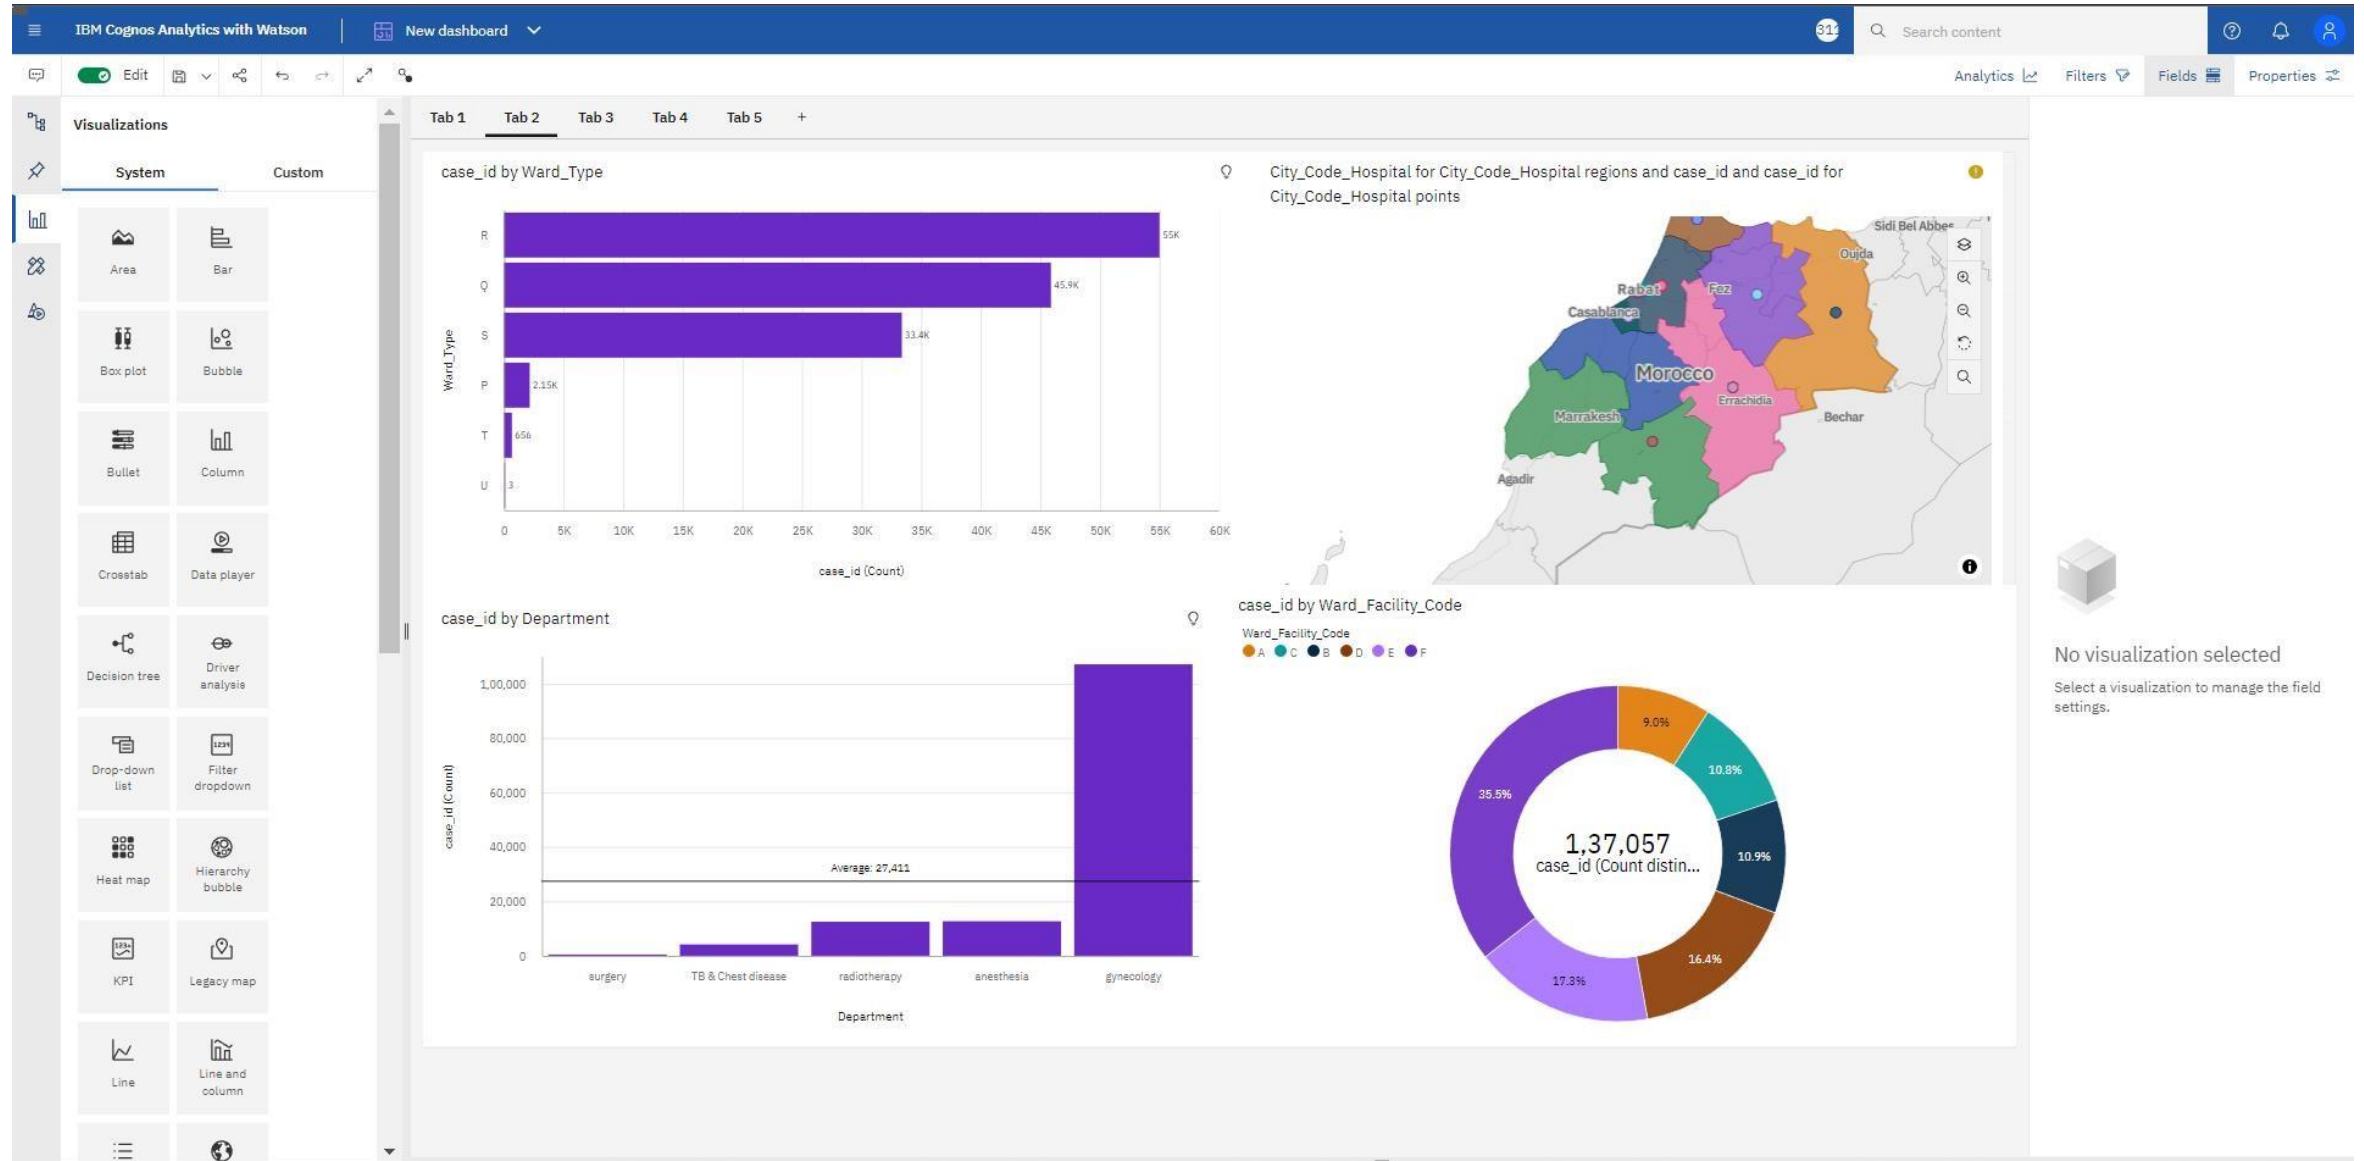 IBM Cognos Analytics with Watson
New dashboard
Search content
Edit
Analytics
Filters
Fields
Properties
Visualizations
System
Custom
Area
Bar
Box plot
Bubble
Bullet
Column
Crosstab
Data player
Decision tree
Driver
analysis
Drop-down
list
Filter
dropdown
Heat map
Hierarchy
bubble
KPI
Legacy map
Line
Line and
column
Tab 1
Tab 2
Tab 3
Tab 4
Tab 5
+
case_id by Ward_Type
Ward_Type
R
55K
Q
45.9K
S
33.4K
P
2.15K
T
656
U
3
0
5K
10K
15K
20K
25K
30K
35K
40K
45K
50K
55K
60K
case_id (Count)
City_Code_Hospital for City_Code_Hospital regions and case_id and case_id for
City_Code_Hospital points
Sidi Bel Abbes
Oujda
Rabat
Fez
Casablanca
Morocco
Errachidia
Marrakesh
Bechar
Agadir
case_id by Department
case_id (Count)
1,00,000
80,000
60,000
40,000
20,000
0
Average: 27,411
surgery
TB & Chest disease
radiotherapy
anesthesia
gynecology
Department
case_id by Ward_Facility_Code
Ward_Facility_Code
A C B D E F
9.0%
10.8%
10.9%
16.4%
17.3%
35.5%
1,37,057
case_id (Count distin...
No visualization selected
Select a visualization to manage the field
settings.